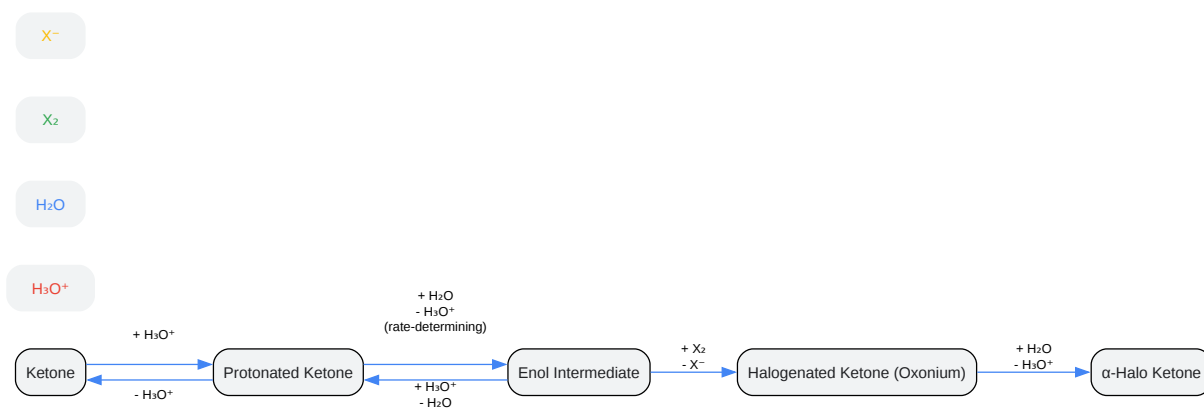 X⁻
X₂
H₂O
H₃O⁺
+ H₂O
- H₃O⁺
(rate-determining)
+ H₃O⁺
+ X₂
- X⁻
+ H₂O
- H₃O⁺
Ketone
Protonated Ketone
Enol Intermediate
Halogenated Ketone (Oxonium)
α-Halo Ketone
- H₃O⁺
+ H₃O⁺
- H₂O